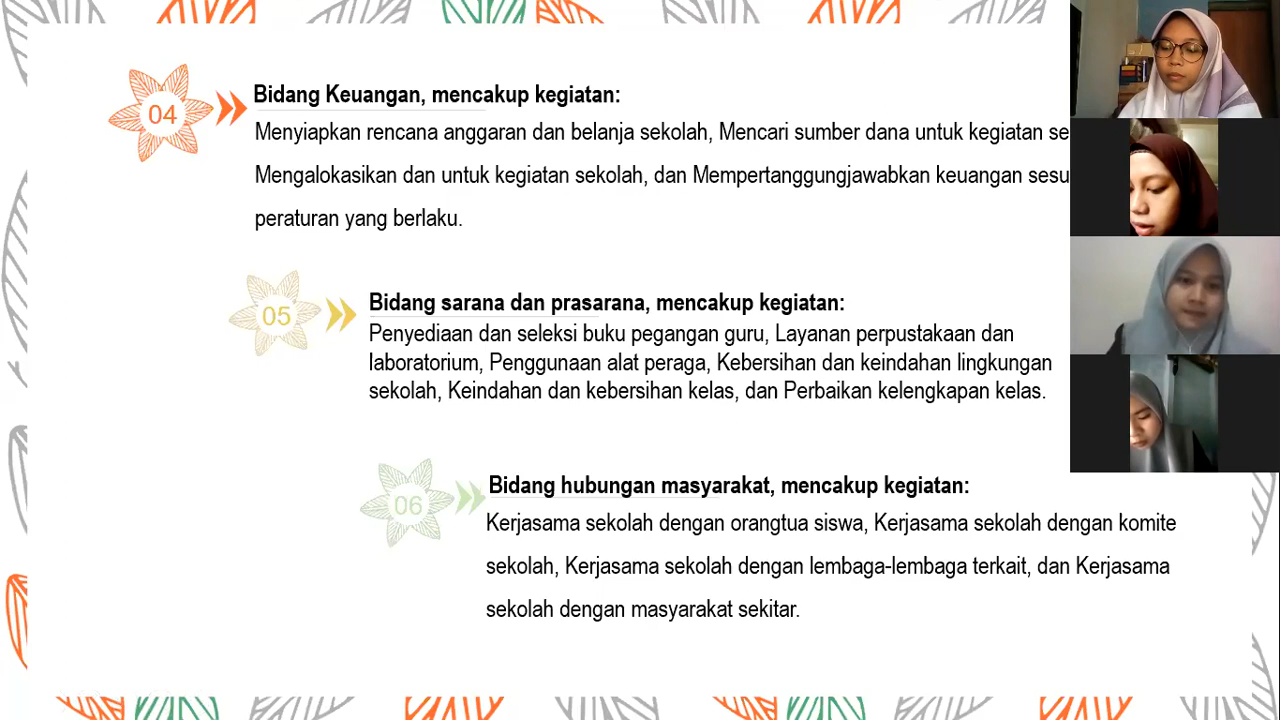 04
Bidang Keuangan, mencakup kegiatan:
Menyiapkan rencana anggaran dan belanja sekolah, Mencari sumber dana untuk kegiatan
Mengalokasikan dan untuk kegiatan sekolah, dan Mempertanggungjawabkan keuangan
peraturan yang berlaku.
05
Bidang sarana dan prasarana, mencakup kegiatan:
Penyediaan dan seleksi buku pegangan guru, Layanan perpustakaan dan
laboratorium, Penggunaan alat peraga, Kebersihan dan keindahan lingkungan
sekolah, Keindahan dan kebersihan kelas, dan Perbaikan kelengkapan kelas.
06
Bidang hubungan masyarakat, mencakup kegiatan:
Kerjasama sekolah dengan orangtua siswa, Kerjasama sekolah dengan komite
sekolah, Kerjasama sekolah dengan lembaga-lembaga terkait, dan Kerjasama
sekolah dengan masyarakat sekitar.